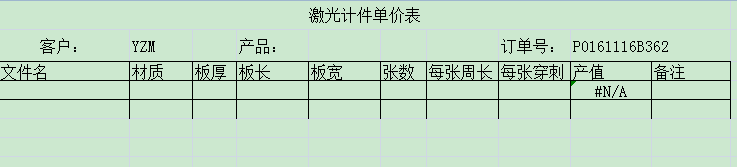 激光计件单价表
客户： YZM 产品： 订单号： P0161116B362
文件名 材质 板厚 板长 板宽 张数 每张周长 每张穿刺 产值 备注
#N/A